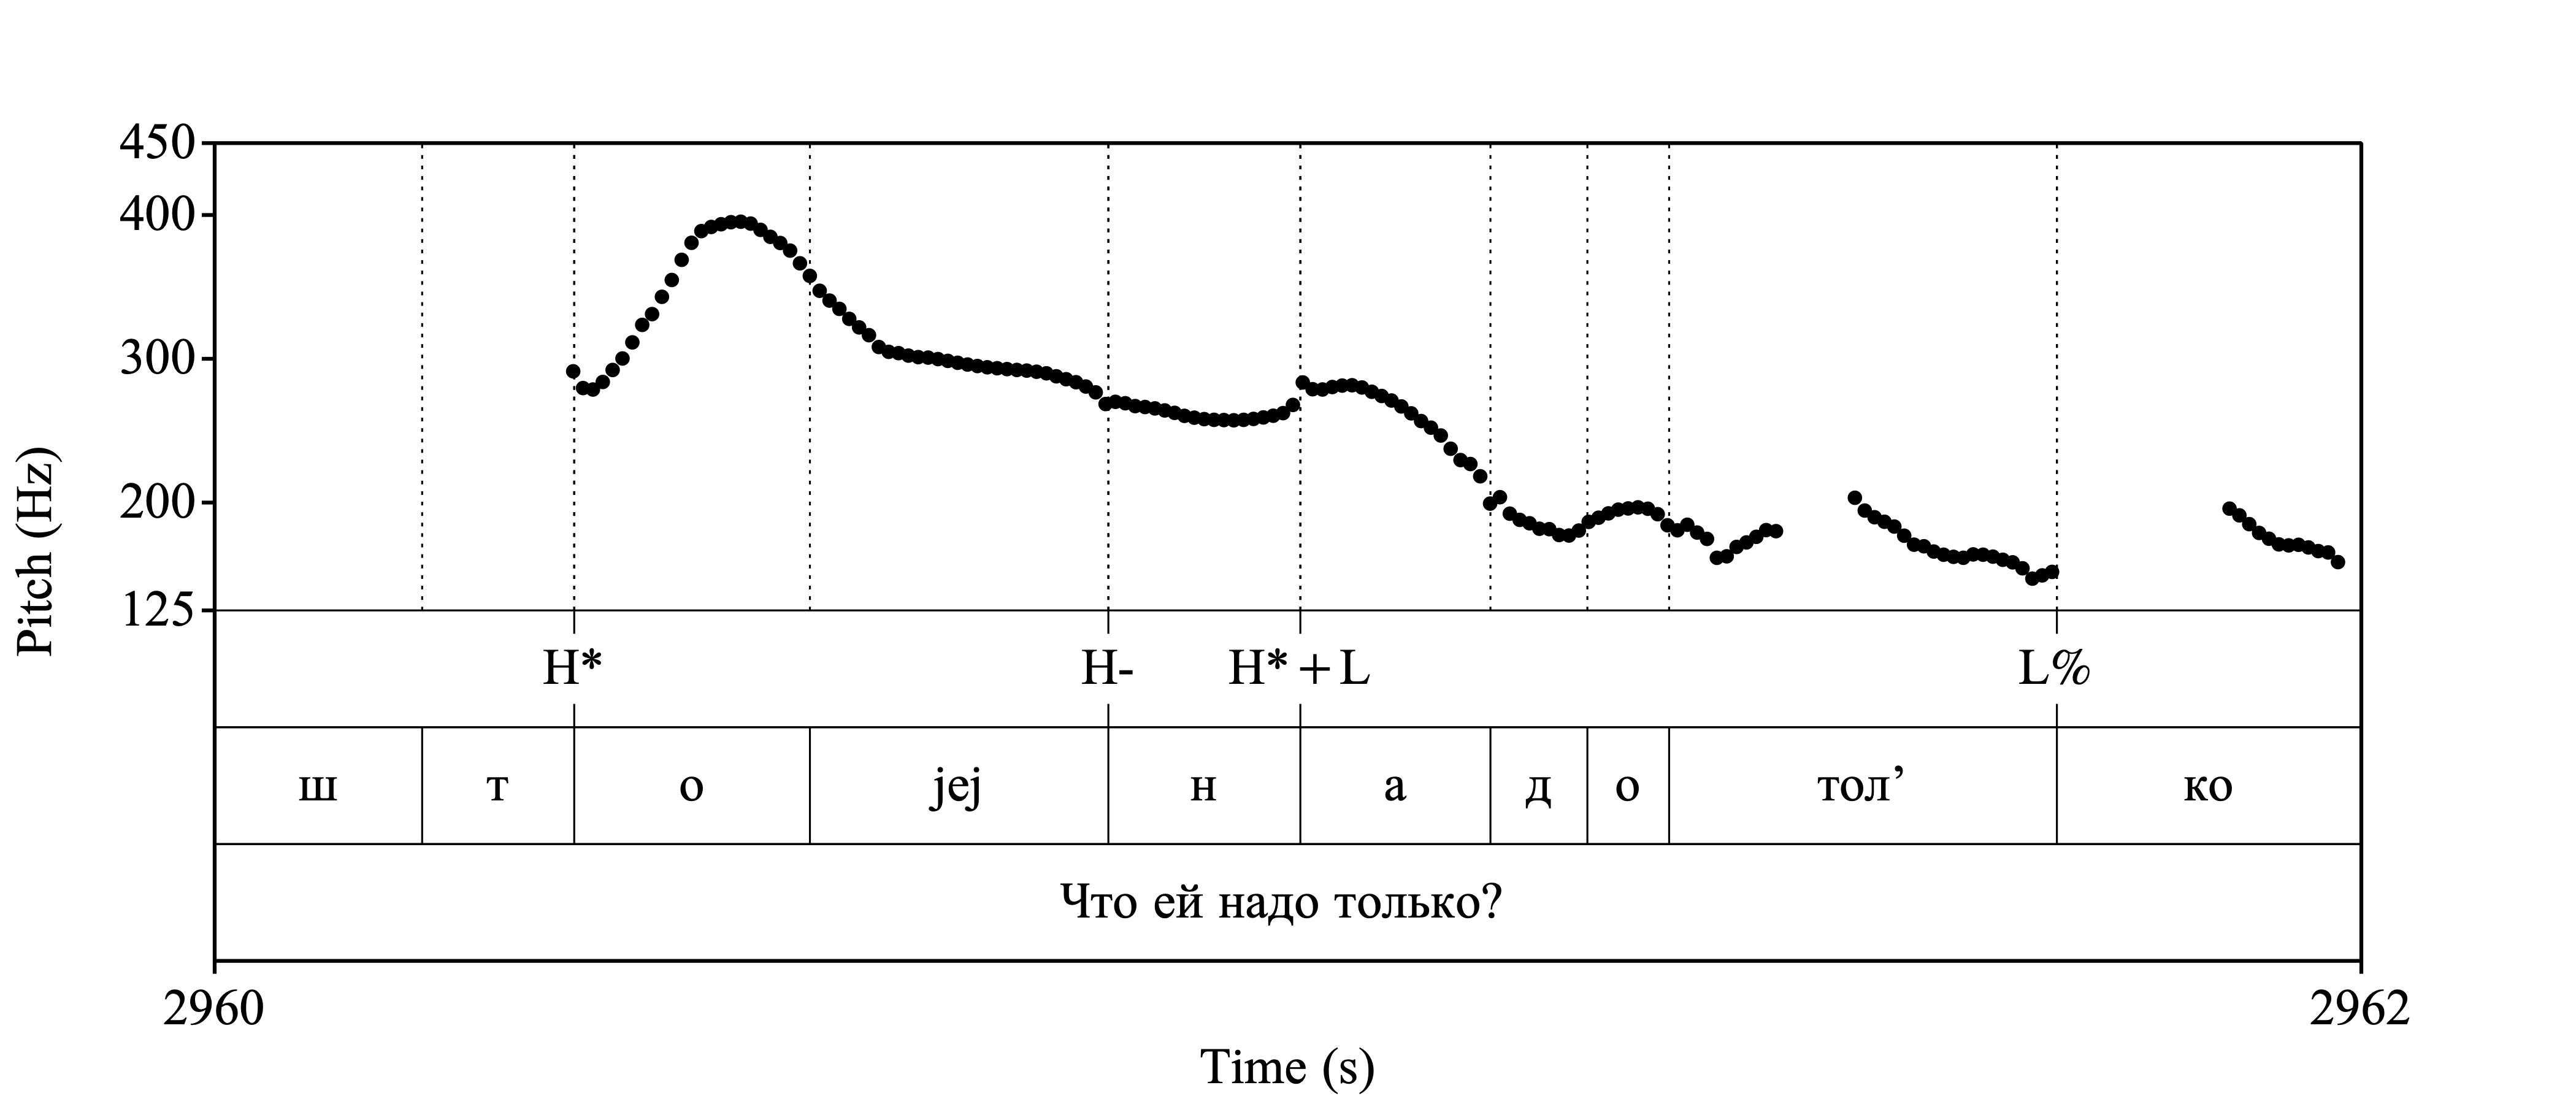 450
400
300
200
125
Pitch (Hz)
H* H- H*+L L%
ш т о jej н а д о тол’ ко
Что ей надо только?
2960 2962
Time (s)